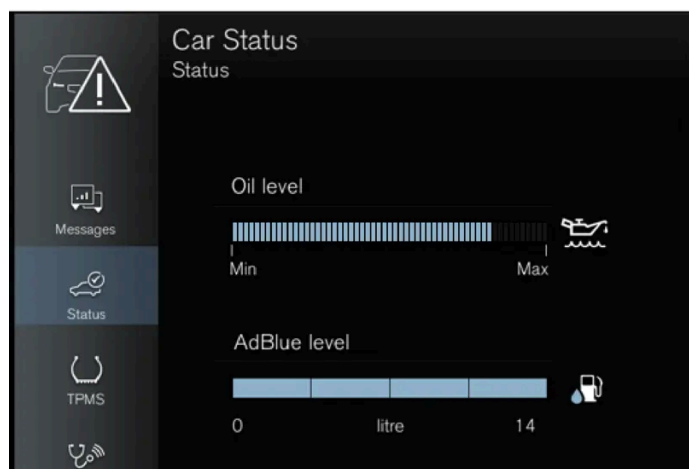 Car Status
Status
Messages
Status
TPMS
Oil level
Min Max
AdBlue level
0 litre 14